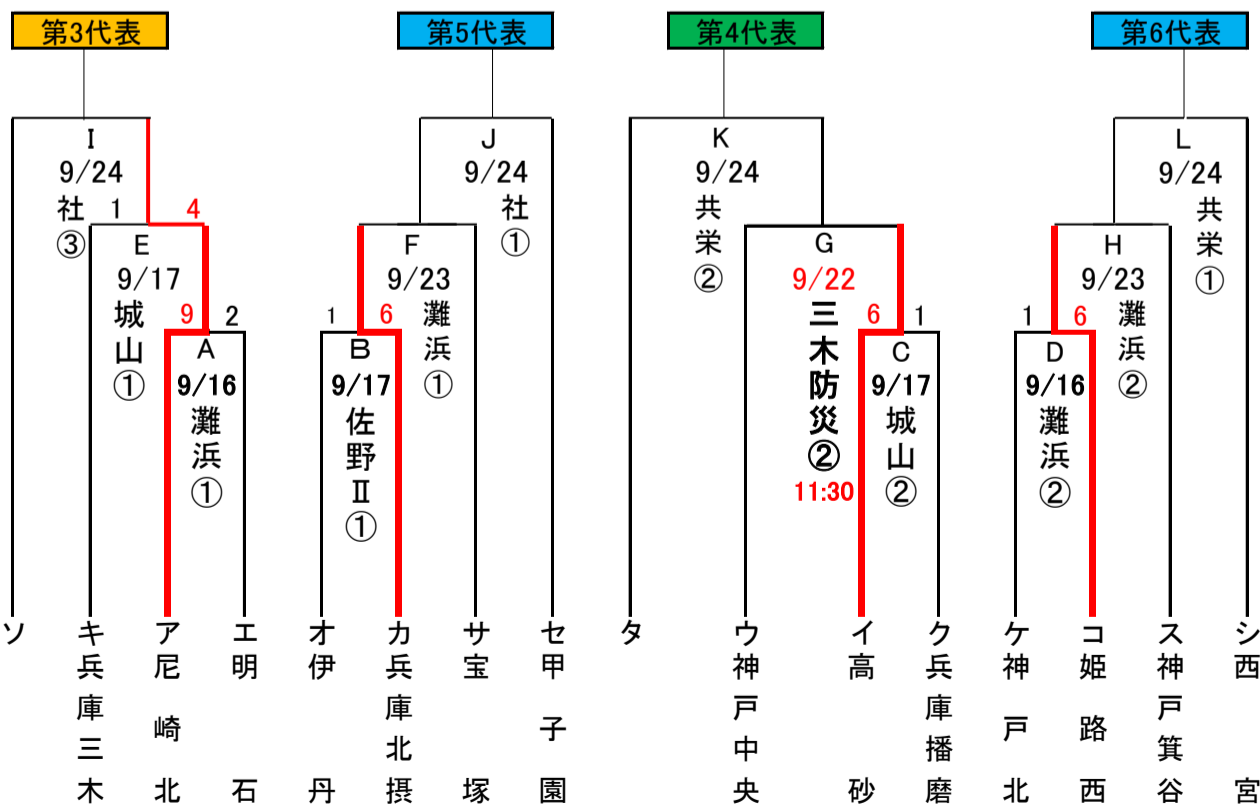 第3代表
第5代表
第4代表
第6代表
I
9/24
社③
J
9/24
社①
K
9/24
共栄②
L
9/24
共栄①
1
4
E
9/17
城山①
F
9/23
灘浜①
G
9/22
三木防災②
11:30
H
9/23
灘浜②
9
2
A
9/16
灘浜①
1
6
B
9/17
佐野Ⅱ①
6
1
C
9/17
城山②
1
6
D
9/16
灘浜②
ソ
キ兵庫三木
ア尼崎北
エ明石
オ伊丹
カ兵庫北摂
サ宝塚
セ甲子園
タ
ウ神戸中央
イ高砂
ク兵庫播磨
ケ神戸北
コ姫路西
ス神戸箕谷
シ西宮